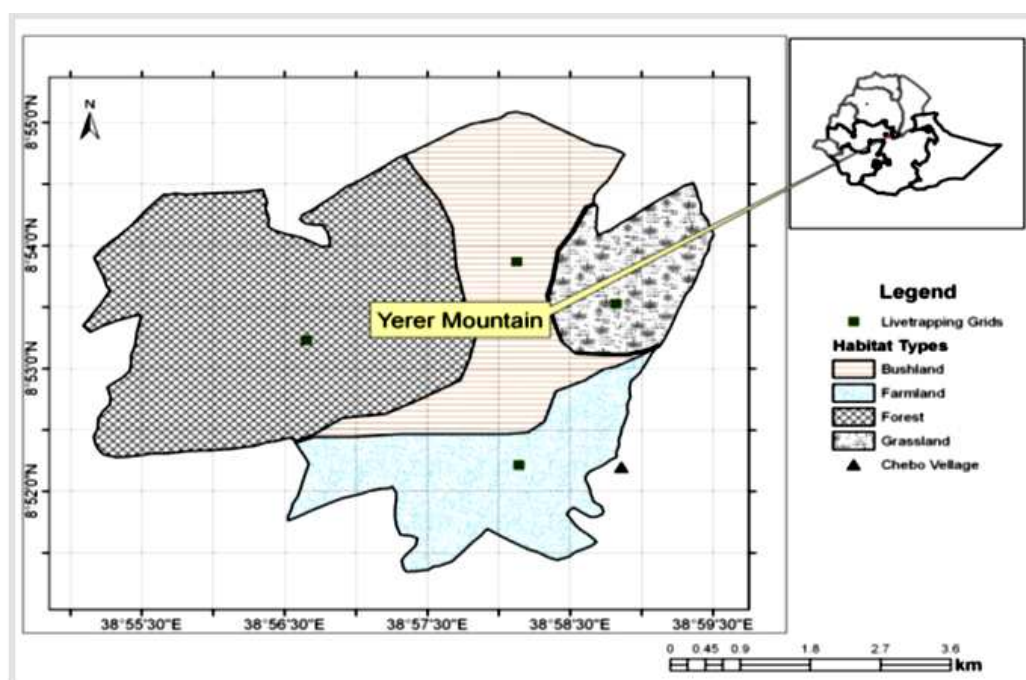 N
8°55'0"N
8°54'0"N
8°53'0"N
8°52'0"N
Yerer Mountain
38°55'30"E 38°56'30"E 38°57'30"E 38°58'30"E 38°59'30"E
Legend
Livetrapping Grids
Habitat Types
Bushland
Farmland
Forest
Grassland
Chebo Vellage
0 0.45 0.9 1.8 2.7 3.6
km